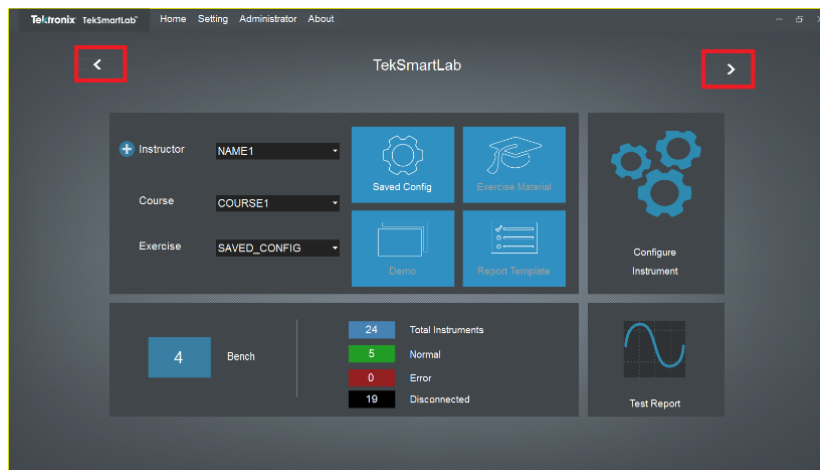 Tektronix TekSmartLab™ Home Setting Administrator About
TekSmartLab
Instructor NAME1
Course COURSE1
Exercise SAVED_CONFIG
Saved Config
Exercise Material
Demo
Report Template
Configure
Instrument
4 Bench
24 Total Instruments
5 Normal
0 Error
19 Disconnected
Test Report